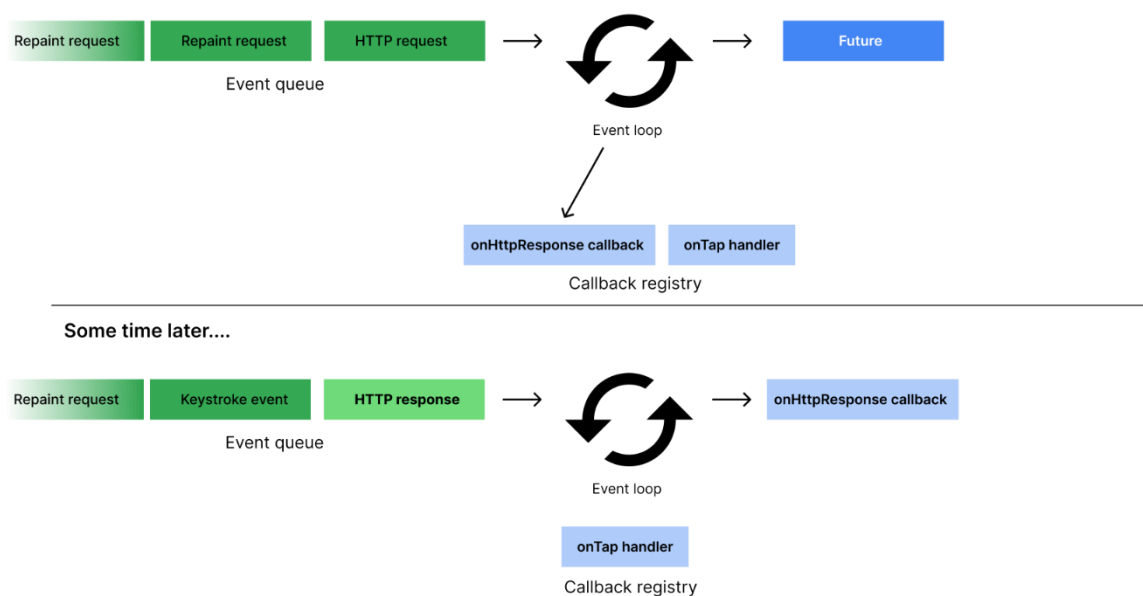 Repaint request
Repaint request
HTTP request
Future
Event queue
Event loop
onHttpResponse callback
onTap handler
Callback registry
Some time later....
Repaint request
Keystroke event
HTTP response
onHttpResponse callback
Event queue
Event loop
onTap handler
Callback registry